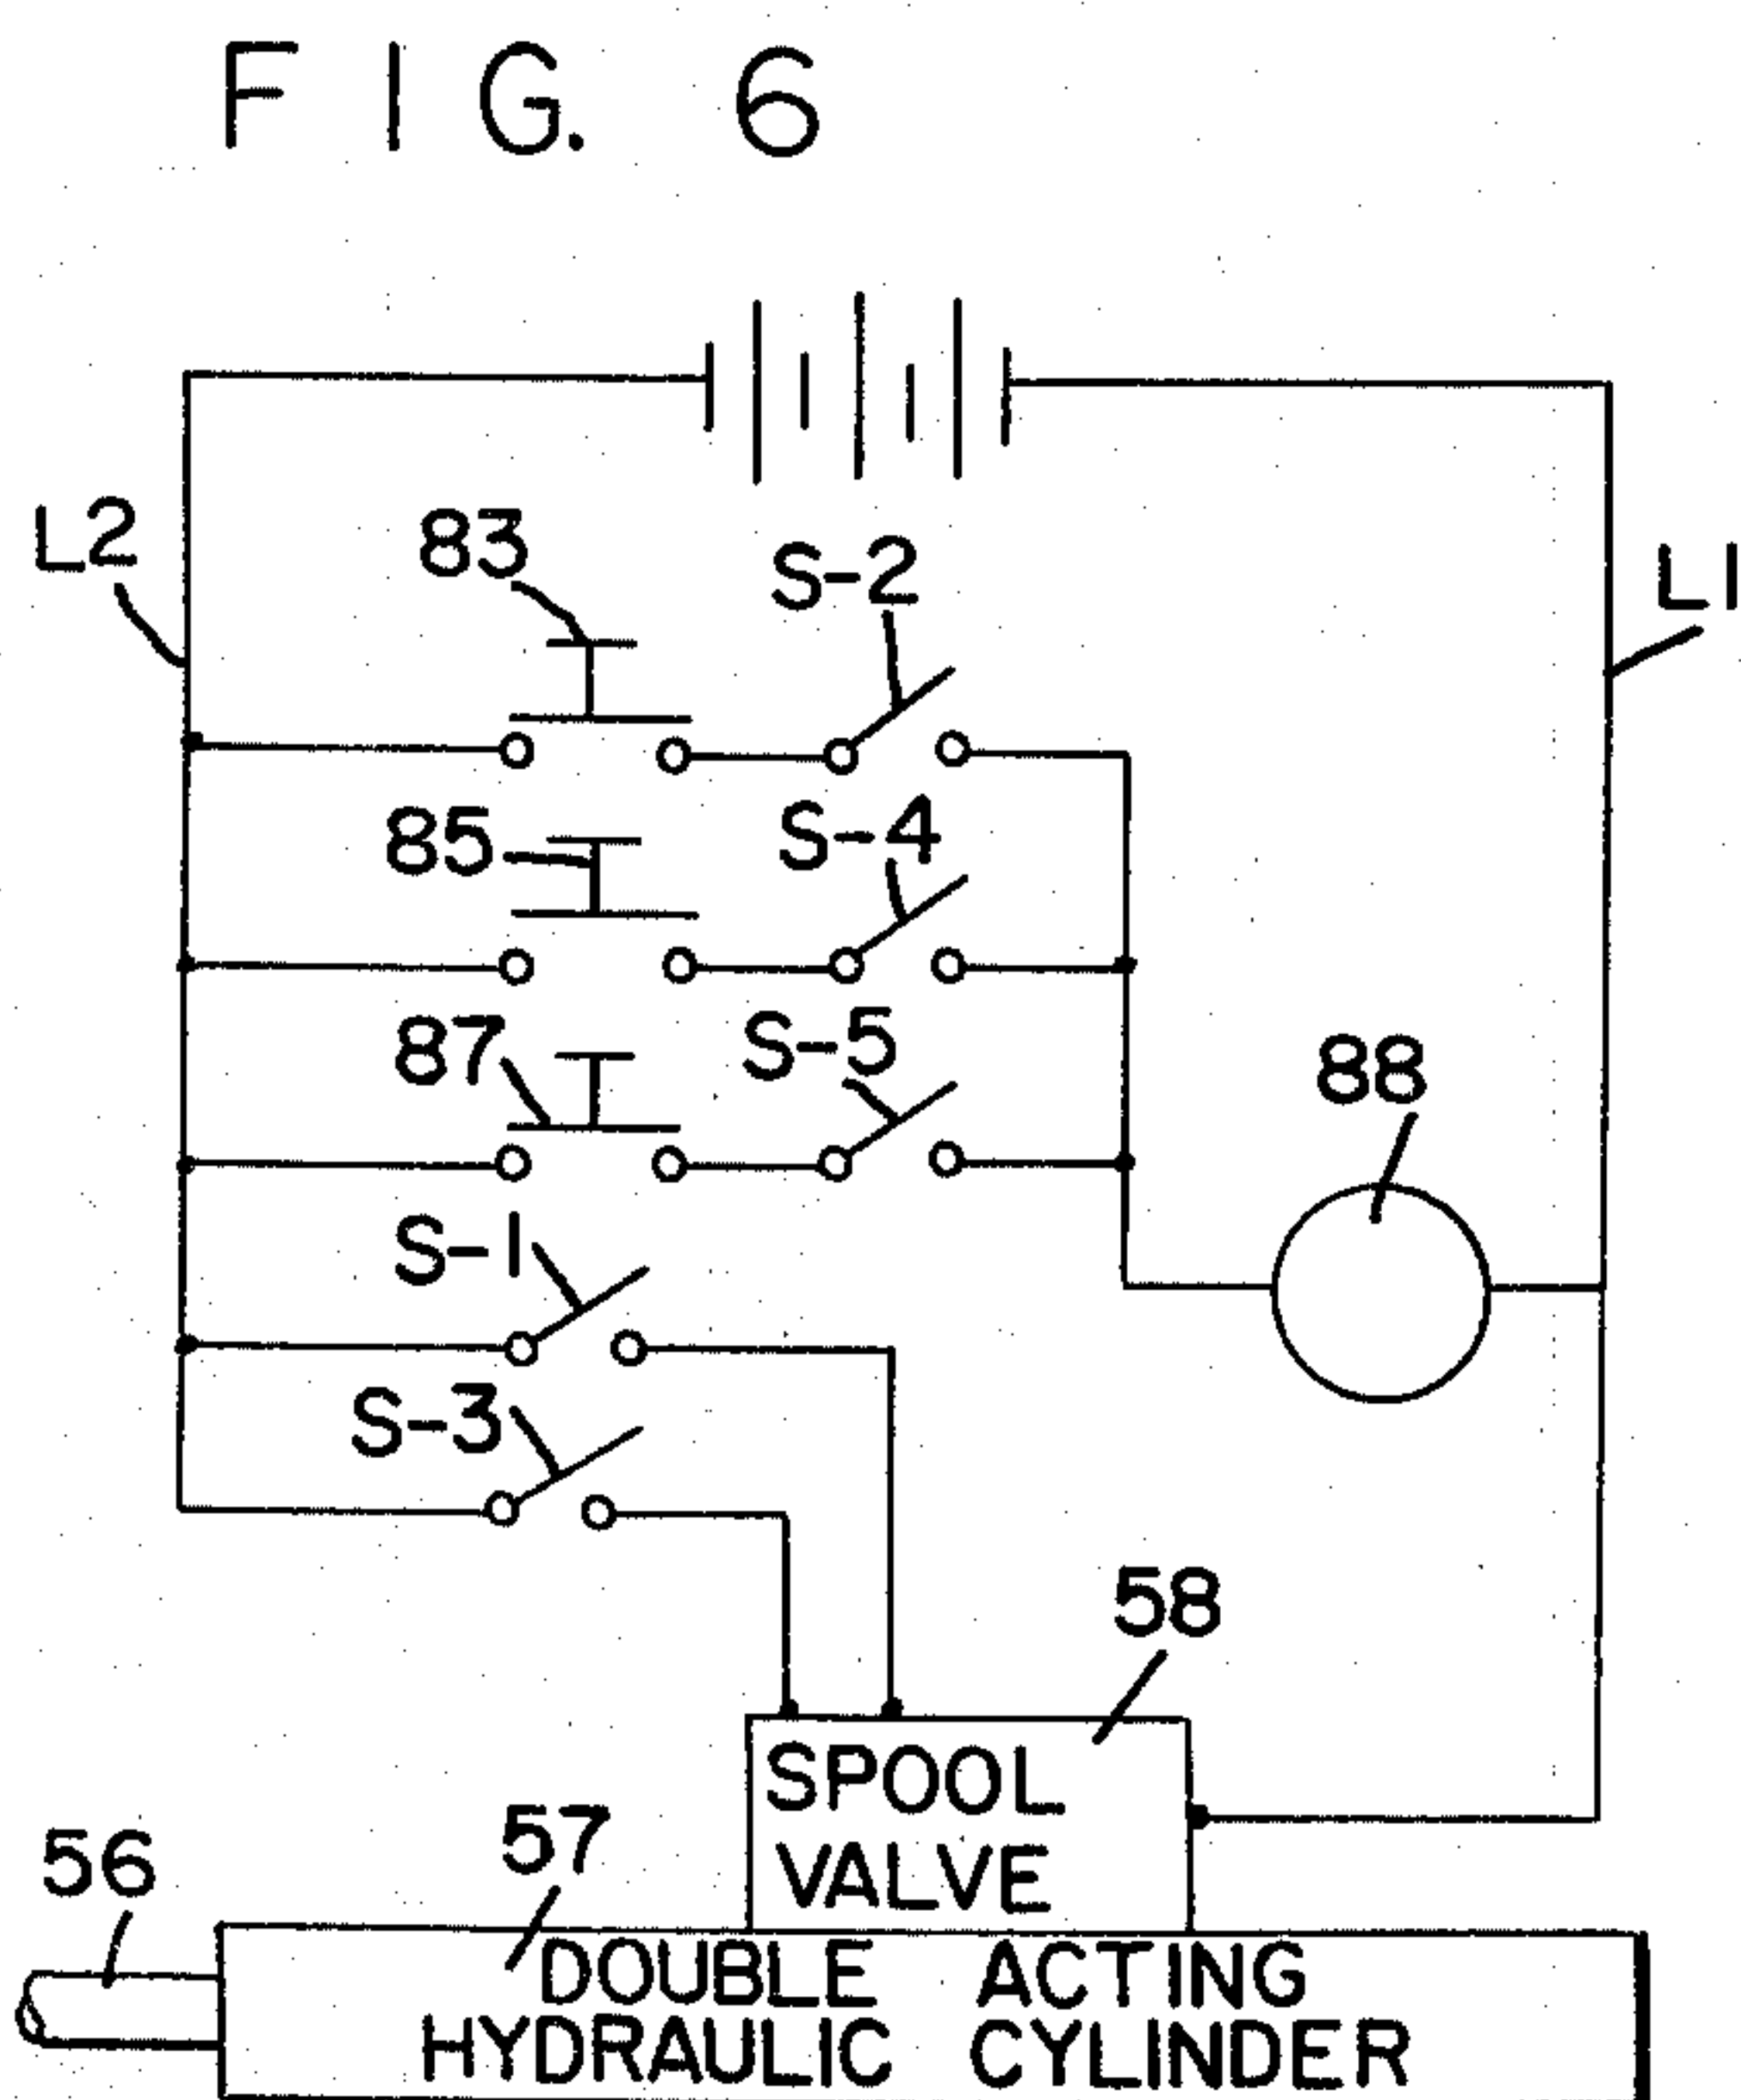 FIG. 6
L2
83
S-2
L1
85
S-4
87
S-5
88
S-1
S-3
58
SPOOL
VALVE
57
56
DOUBLE ACTING
HYDRAULIC CYLINDER